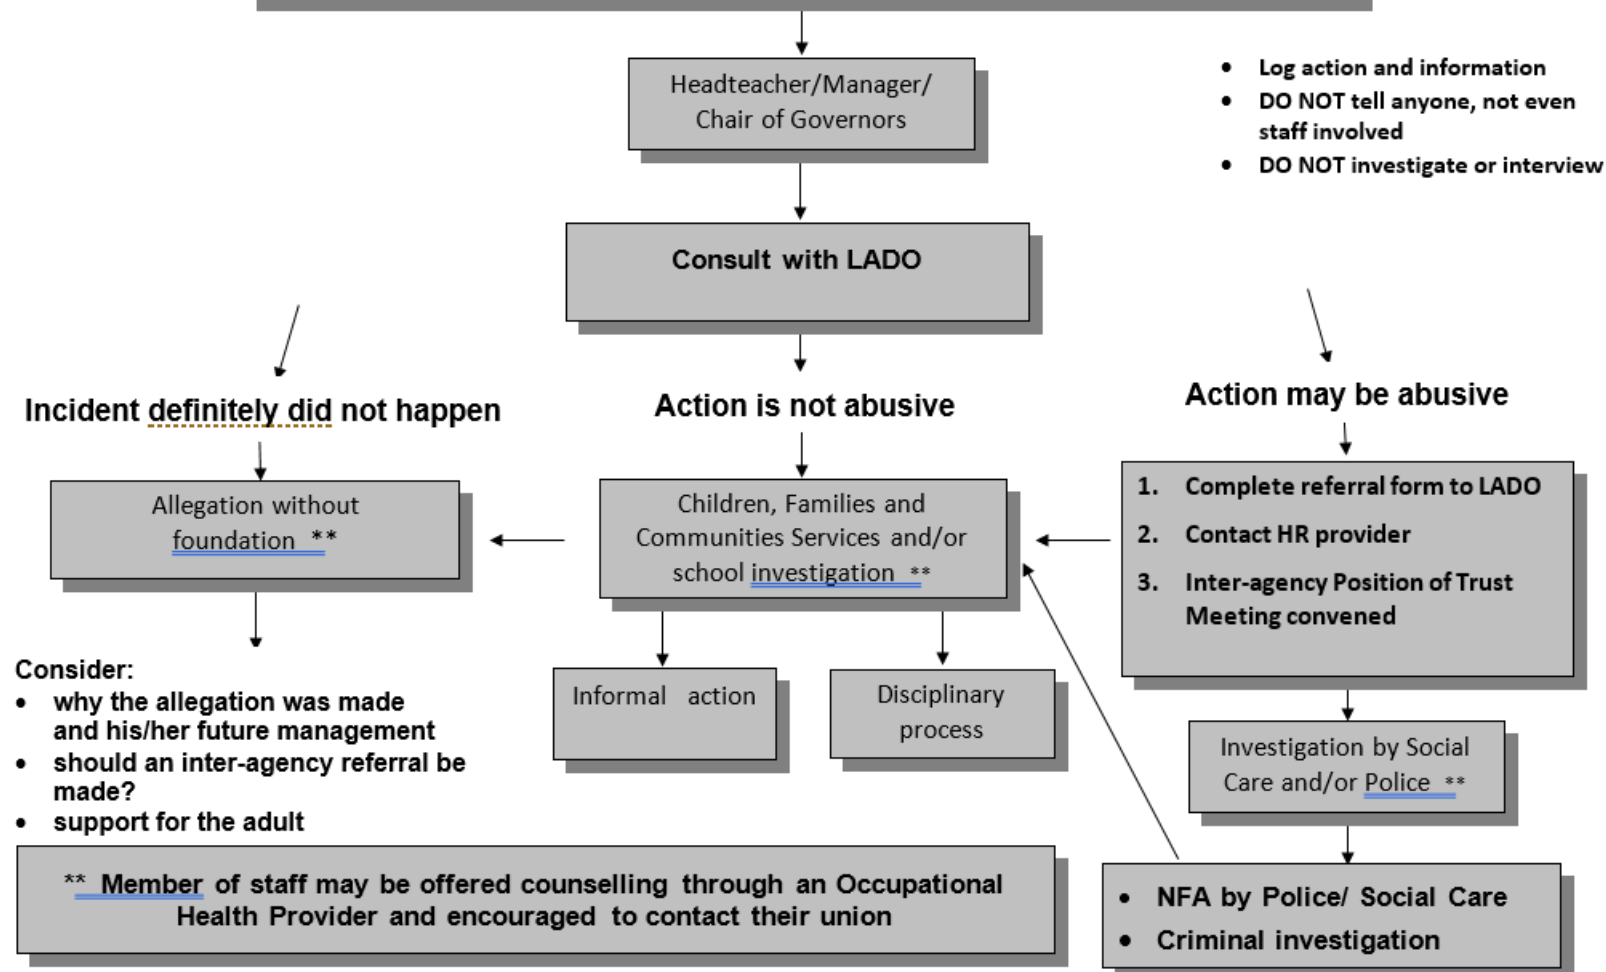 Headteacher/Manager/
Chair of Governors
• Log action and information
• DO NOT tell anyone, not even
staff involved
• DO NOT investigate or interview
Consult with LADO
Incident definitely did not happen
Action is not abusive
Action may be abusive
Allegation without
foundation **
Children, Families and
Communities Services and/or
school investigation **
1. Complete referral form to LADO
2. Contact HR provider
3. Inter-agency Position of Trust
Meeting convened
Consider:
• why the allegation was made
and his/her future management
• should an inter-agency referral be
made?
• support for the adult
Informal action
Disciplinary
process
Investigation by Social
Care and/or Police **
** Member of staff may be offered counselling through an Occupational
Health Provider and encouraged to contact their union
• NFA by Police/ Social Care
• Criminal investigation